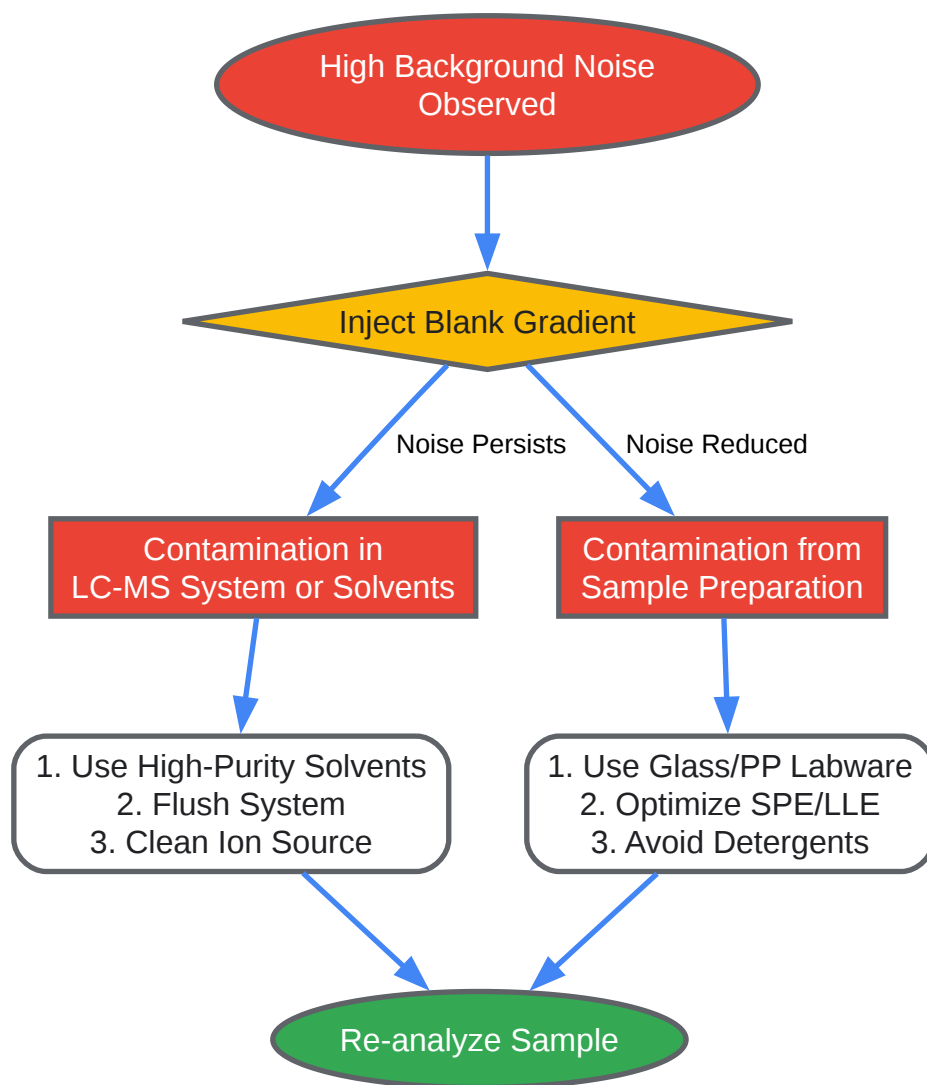 High Background Noise
Observed
Inject Blank Gradient
Noise Persists
Noise Reduced
Contamination in
LC-MS System or Solvents
Contamination from
Sample Preparation
1. Use High-Purity Solvents
2. Flush System
3. Clean Ion Source
1. Use Glass/PP Labware
2. Optimize SPE/LLE
3. Avoid Detergents
Re-analyze Sample